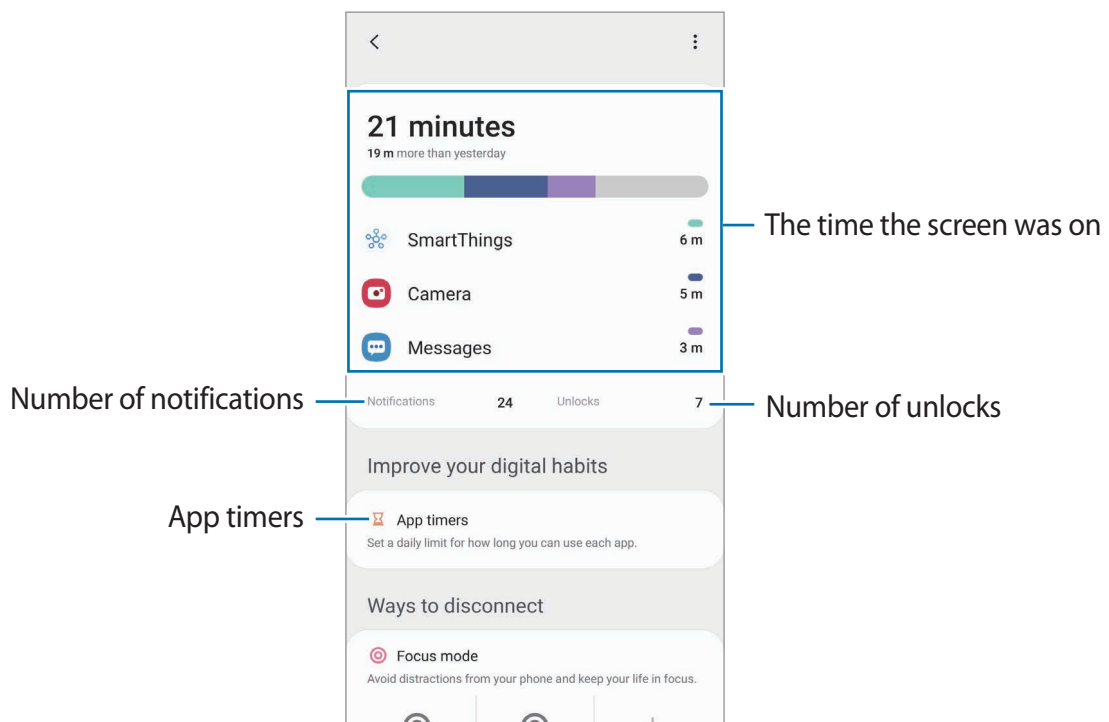 21 minutes
19 m more than yesterday
SmartThings
6 m
The time the screen was on
Camera
5 m
Messages
3 m
Number of notifications
Notifications 24 Unlocks 7
Number of unlocks
Improve your digital habits
App timers
App timers
Set a daily limit for how long you can use each app.
Ways to disconnect
Focus mode
Avoid distractions from your phone and keep your life in focus.